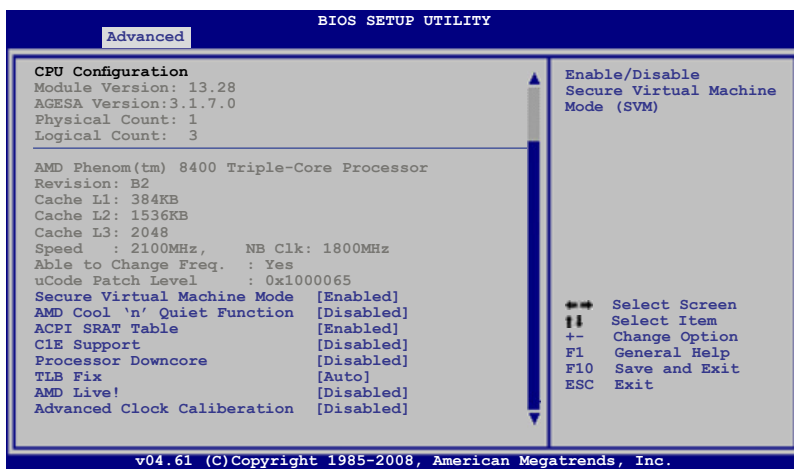 BIOS SETUP UTILITY
Advanced
CPU Configuration
Module Version: 13.28
AGESA Version:3.1.7.0
Physical Count: 1
Logical Count: 3
AMD Phenom(tm) 8400 Triple-Core Processor
Revision: B2
Cache L1: 384KB
Cache L2: 1536KB
Cache L3: 2048
Speed : 2100MHz, NB Clk: 1800MHz
Able to Change Freq. : Yes
uCode Patch Level : 0x1000065
Secure Virtual Machine Mode [Enabled]
AMD Cool ‘n’ Quiet Function [Disabled]
ACPI SRAT Table [Enabled]
C1E Support [Disabled]
Processor Downcore [Disabled]
TLB Fix [Auto]
AMD Live! [Disabled]
Advanced Clock Caliberation [Disabled]
Enable/Disable
Secure Virtual Machine
Mode (SVM)
←→ Select Screen
↑↓ Select Item
+- Change Option
F1 General Help
F10 Save and Exit
ESC Exit
v04.61 (C)Copyright 1985-2008, American Megatrends, Inc.